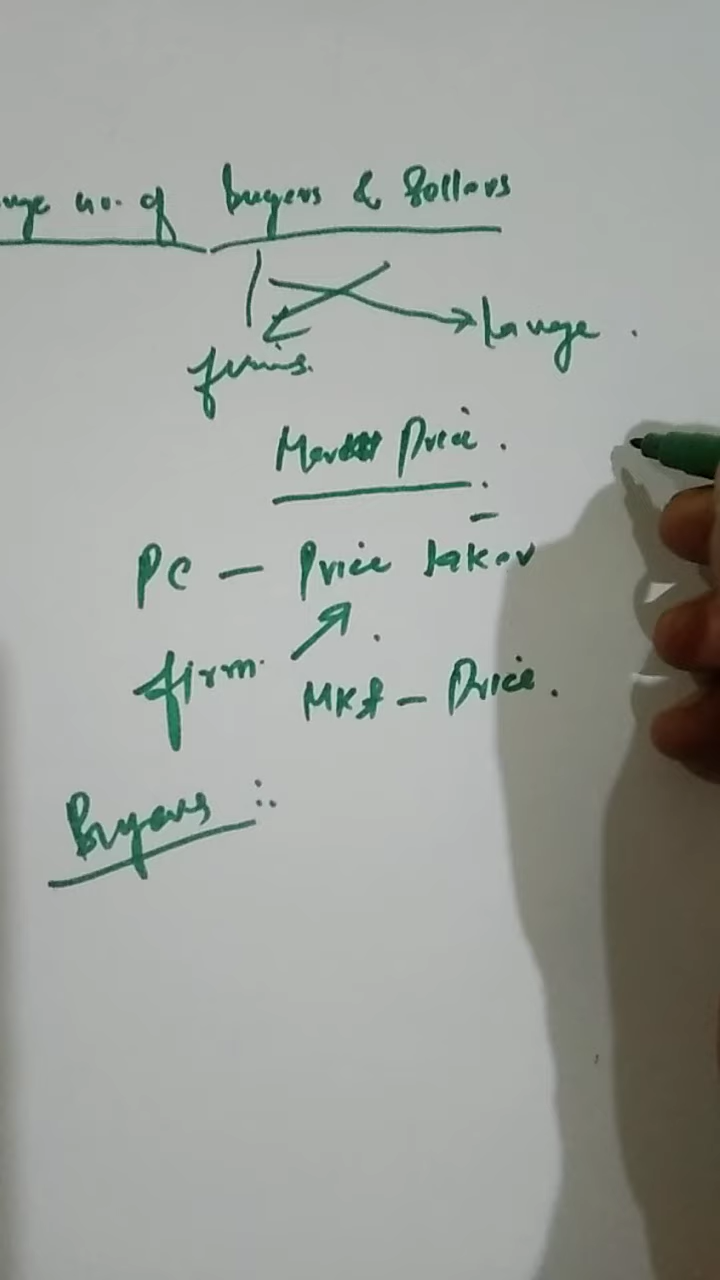 no. of buyers & Sellers
firms. large.
Market Price.
PC - Price taker
firm.
MKt - Price.
Buyers :.